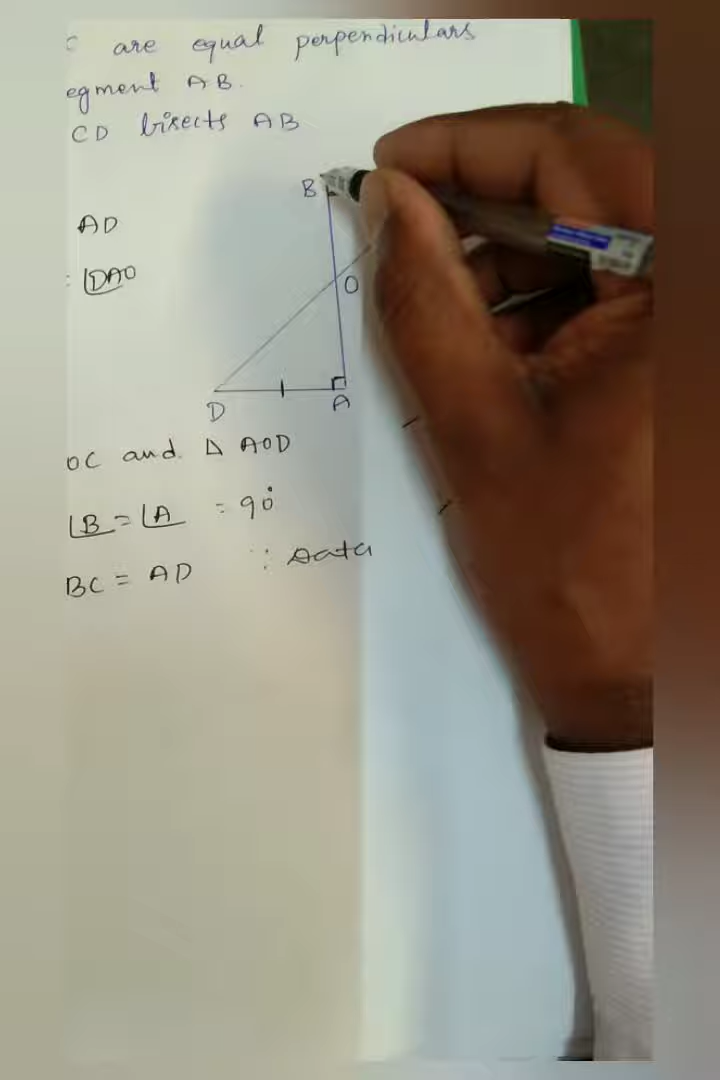 C are equal perpendiculars
egment AB.
CD bisects AB
B
AD
: ∠DAO
O
D
A
OC and. Δ AOD
∠B = ∠A = 90°
BC = AD ∵ Data